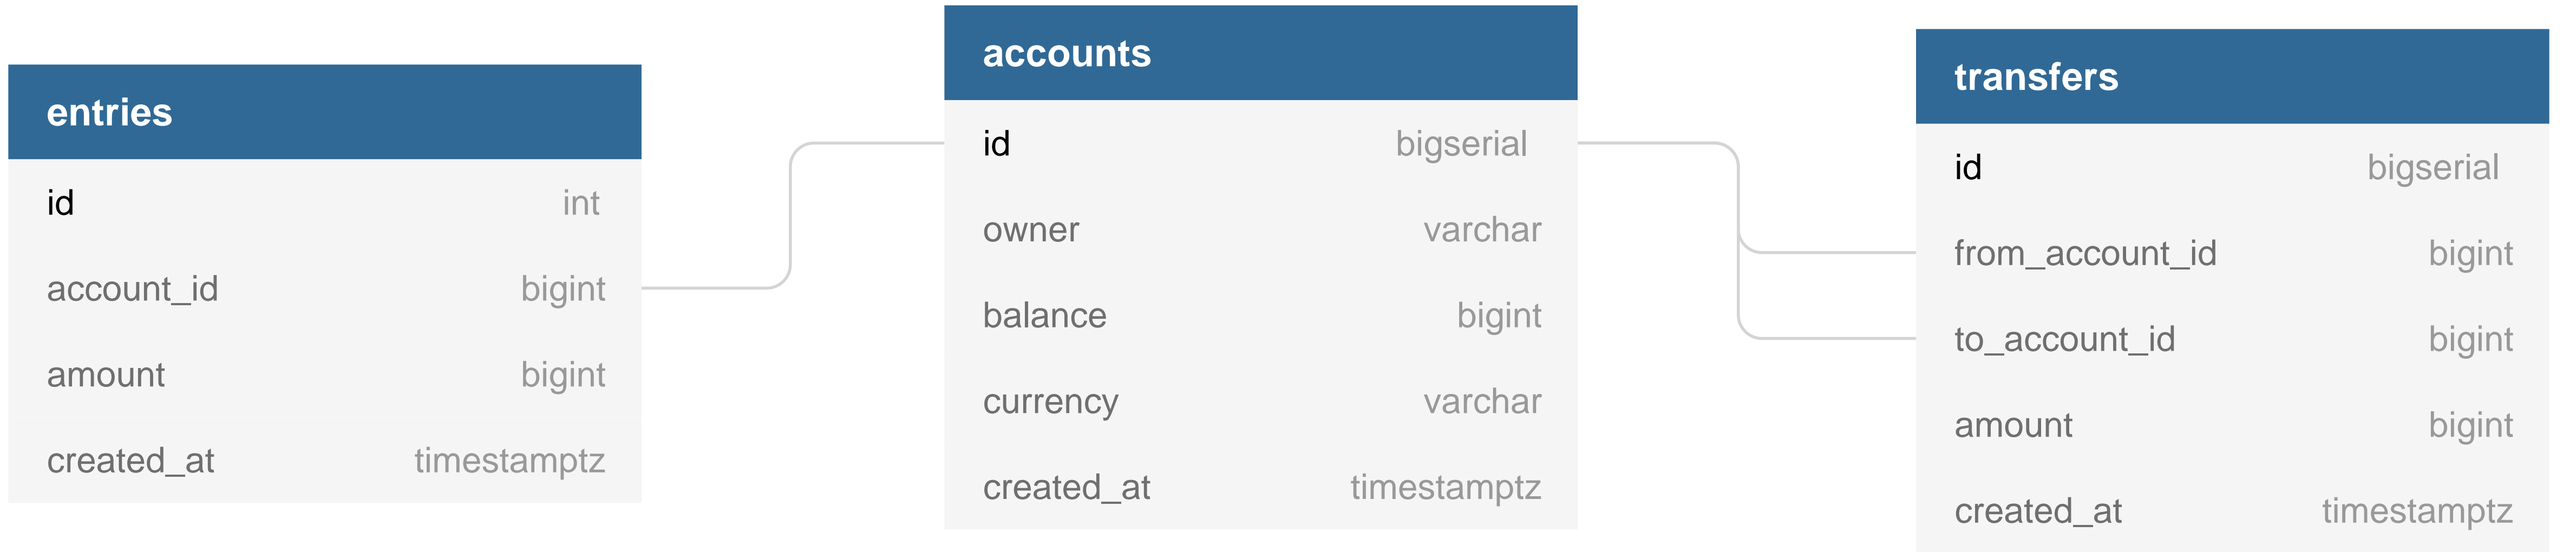 entries
id int
account_id bigint
amount bigint
created_at timestamptz
accounts
id bigserial
owner varchar
balance bigint
currency varchar
created_at timestamptz
transfers
id bigserial
from_account_id bigint
to_account_id bigint
amount bigint
created_at timestamptz